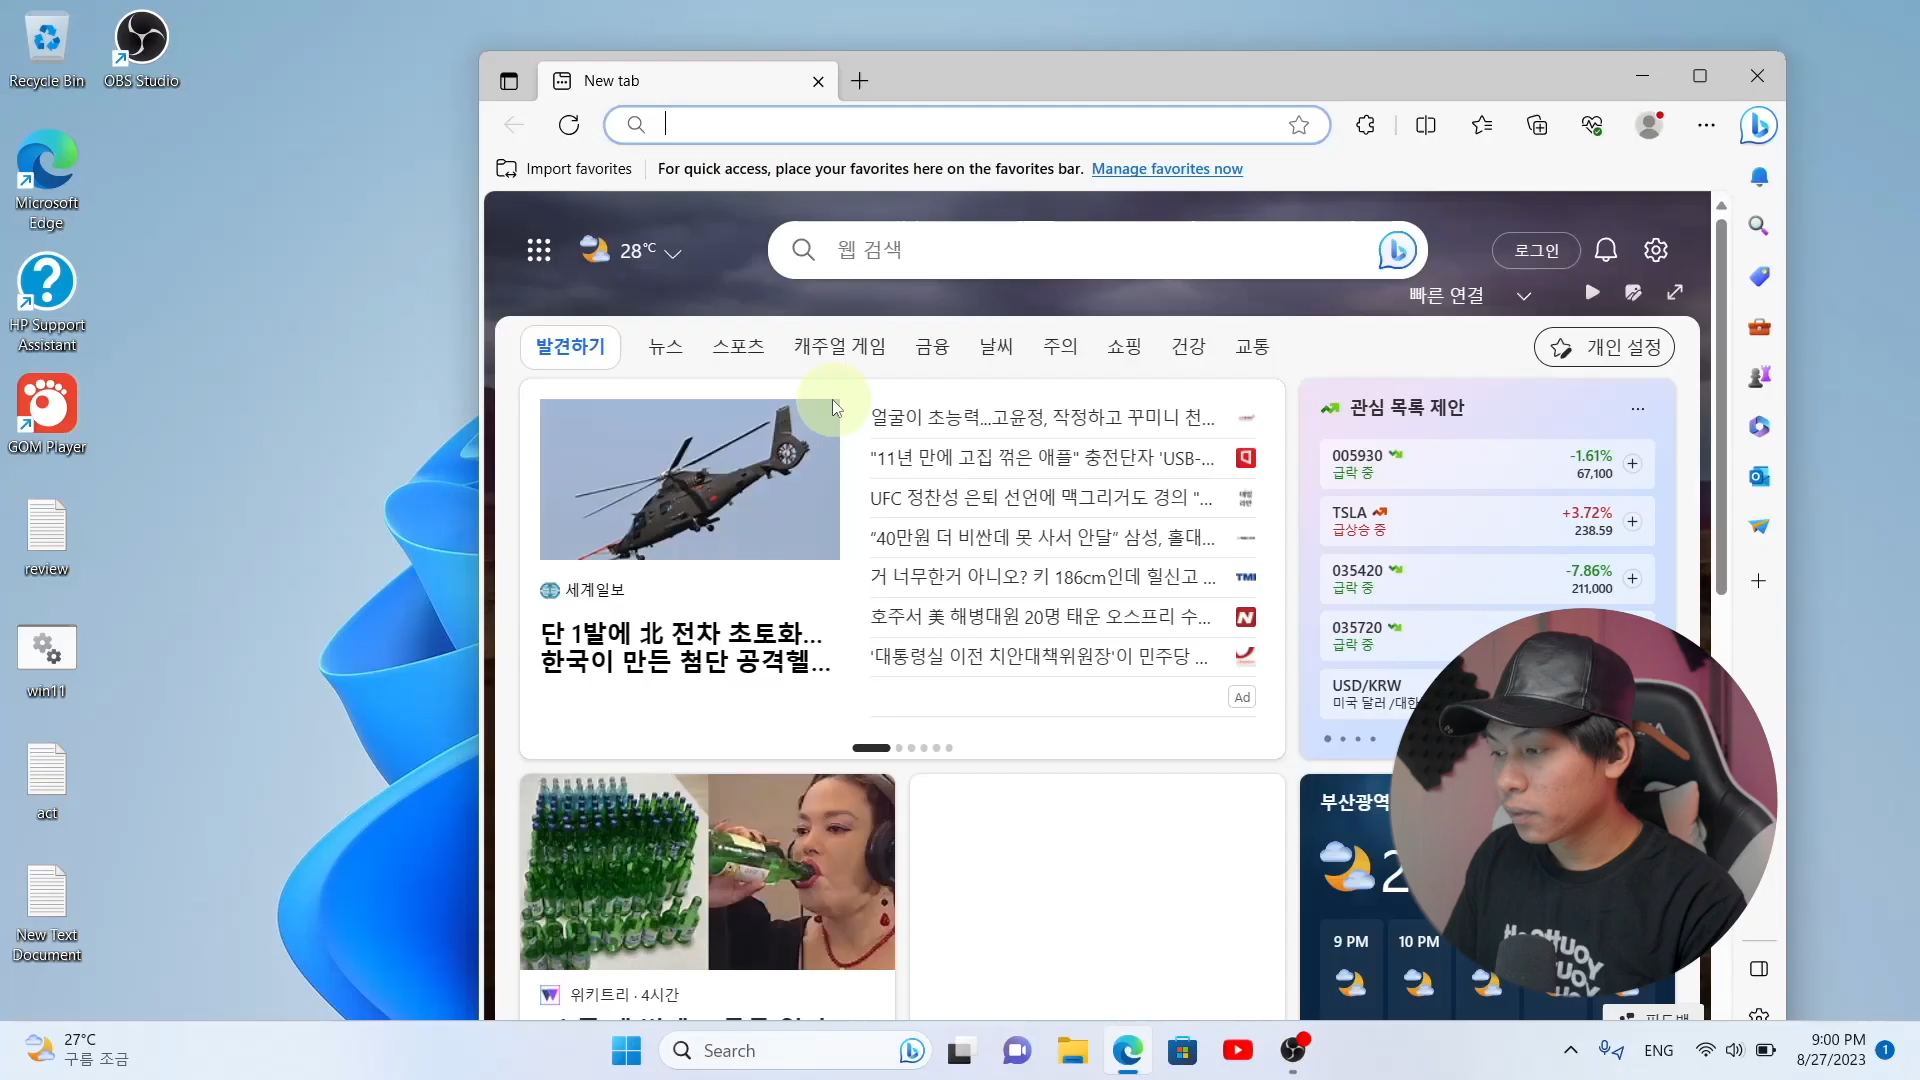 Recycle Bin
OBS Studio
Microsoft
Edge
HP Support
Assistant
GOM Player
review
win11
act
New Text
Document
New tab
Import favorites
For quick access, place your favorites here on the favorites bar. Manage favorites now
28°C
웹 검색
로그인
빠른 연결
발견하기 뉴스 스포츠 캐주얼 게임 금융 날씨 주의 쇼핑 건강 교통
개인 설정
세계일보
단 1발에 北 전차 초토화...
한국이 만든 첨단 공격헬...
얼굴이 초능력...고윤정, 작정하고 꾸미니 천...
"11년 만에 고집 꺾은 애플" 충전단자 'USB-...
UFC 정찬성 은퇴 선언에 맥그리거도 경의 "...
“40만원 더 비싼데 못 사서 안달” 삼성, 홀대...
거 너무한거 아니오? 키 186cm인데 힐신고 ...
TMI
호주서 美 해병대원 20명 태운 오스프리 수...
N
'대통령실 이전 치안대책위원장'이 민주당 ...
Ad
관심 목록 제안
005930 -1.61%
급락 중 67,100
TSLA +3.72%
급상승 중 238.59
035420 -7.86%
급락 중 211,000
035720
급락 중
USD/KRW
미국 달러 /대한
위키트리 · 4시간
부산광역
2
9 PM 10 PM
27°C
구름 조금
Search
ENG
9:00 PM
8/27/2023
1